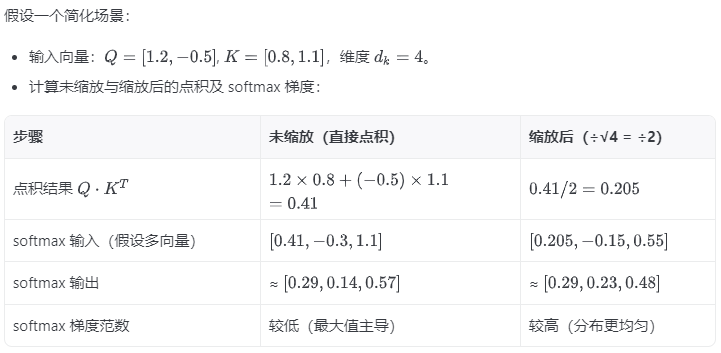 假设一个简化场景：
• 输入向量：Q = [1.2, −0.5], K = [0.8, 1.1]，维度 d_k = 4。
• 计算未缩放与缩放后的点积及 softmax 梯度：
步骤 未缩放（直接点积） 缩放后（÷√4 = ÷2）
点积结果 Q · K^T 1.2 × 0.8 + (−0.5) × 1.1 = 0.41 0.41/2 = 0.205
softmax 输入（假设多向量） [0.41, −0.3, 1.1] [0.205, −0.15, 0.55]
softmax 输出 ≈ [0.29, 0.14, 0.57] ≈ [0.29, 0.23, 0.48]
softmax 梯度范数 较低（最大值主导） 较高（分布更均匀）